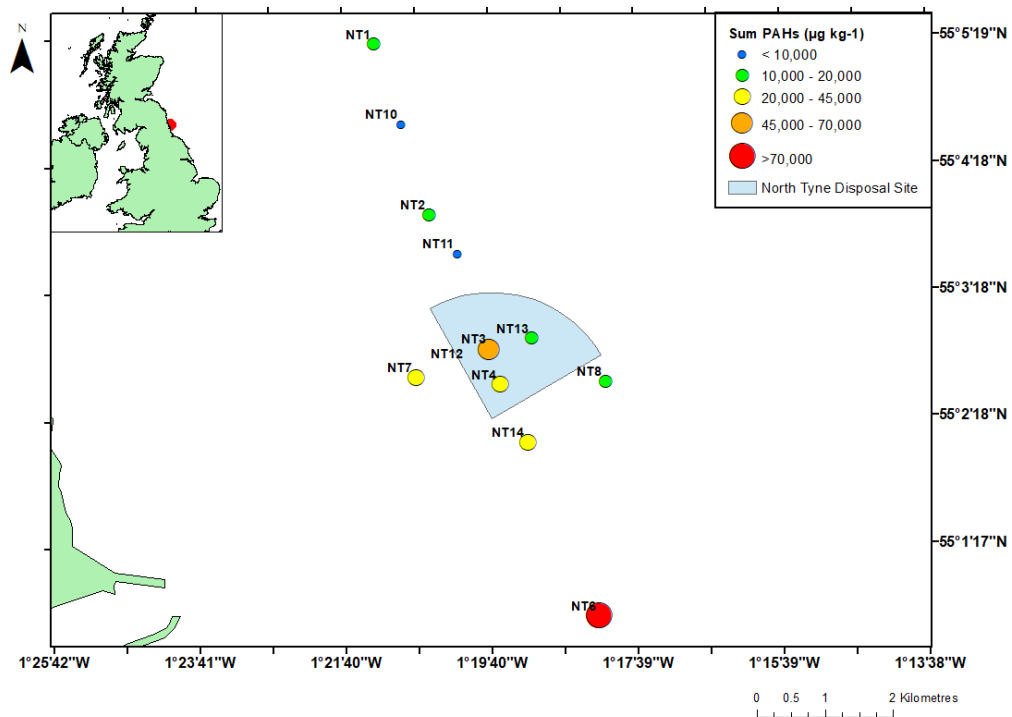 N
Sum PAHs (µg kg-1)
< 10,000
10,000 - 20,000
20,000 - 45,000
45,000 - 70,000
>70,000
North Tyne Disposal Site
NT1
NT10
NT2
NT11
NT13
NT3
NT12
NT7
NT4
NT8
NT14
NT6
55°5'19"N
55°4'18"N
55°3'18"N
55°2'18"N
55°1'17"N
1°25'42"W
1°23'41"W
1°21'40"W
1°19'40"W
1°17'39"W
1°15'39"W
1°13'38"W
0 0.5 1 2 Kilometres